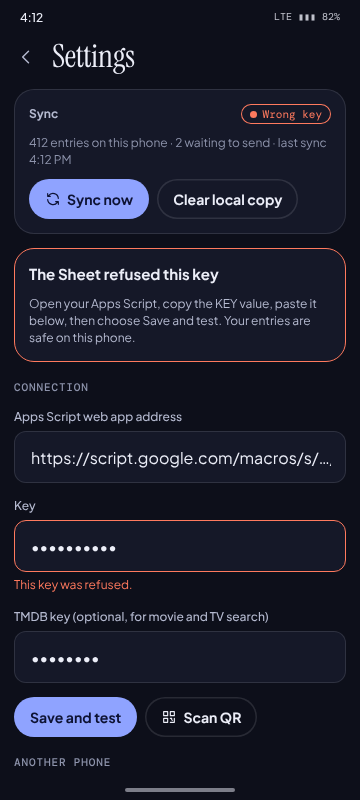 4:12
LTE 82%
Settings
Sync
Wrong key
412 entries on this phone · 2 waiting to send · last sync
4:12 PM
Sync now
Clear local copy
The Sheet refused this key
Open your Apps Script, copy the KEY value, paste it
below, then choose Save and test. Your entries are
safe on this phone.
CONNECTION
Apps Script web app address
https://script.google.com/macros/s/…
Key
••••••••••
This key was refused.
TMDB key (optional, for movie and TV search)
••••••••
Save and test
Scan QR
ANOTHER PHONE